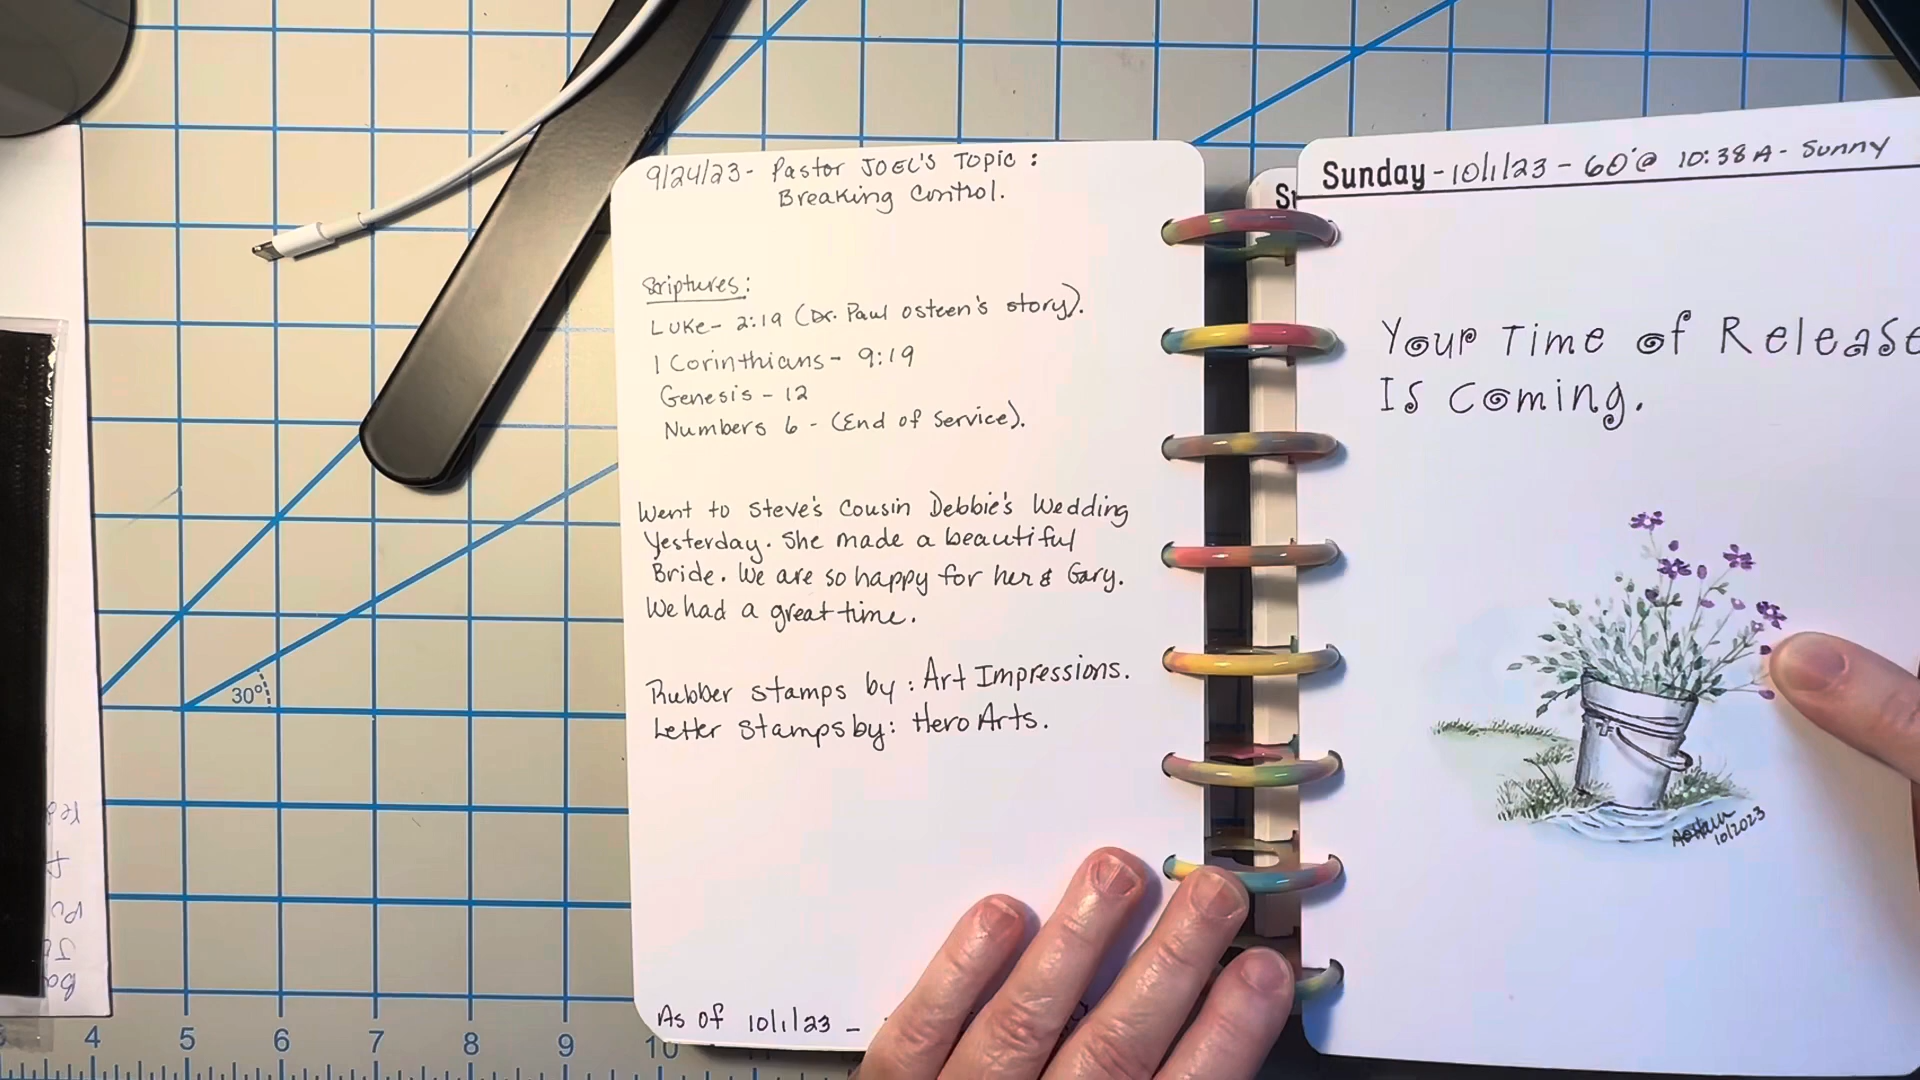 9/24/23- Pastor JOEL'S Topic :
Breaking Control.
Scriptures:
LUKE- 2:19 (Dr. Paul Osteen's story).
1 Corinthians- 9:19
Genesis - 12
Numbers 6 - (End of Service).
Went to Steve's Cousin Debbie's Wedding
Yesterday. She made a beautiful
Bride. We are so happy for her & Gary.
We had a great time.
Rubber Stamps by: Art Impressions.
Letter Stamps by: Hero Arts.
As of 10/1/23 -
Sunday - 10/1/23 - 60° @ 10:38 A - Sunny
Your Time of Release
Is Coming.
10/2023
30°
4 5 6 7 8 9 10